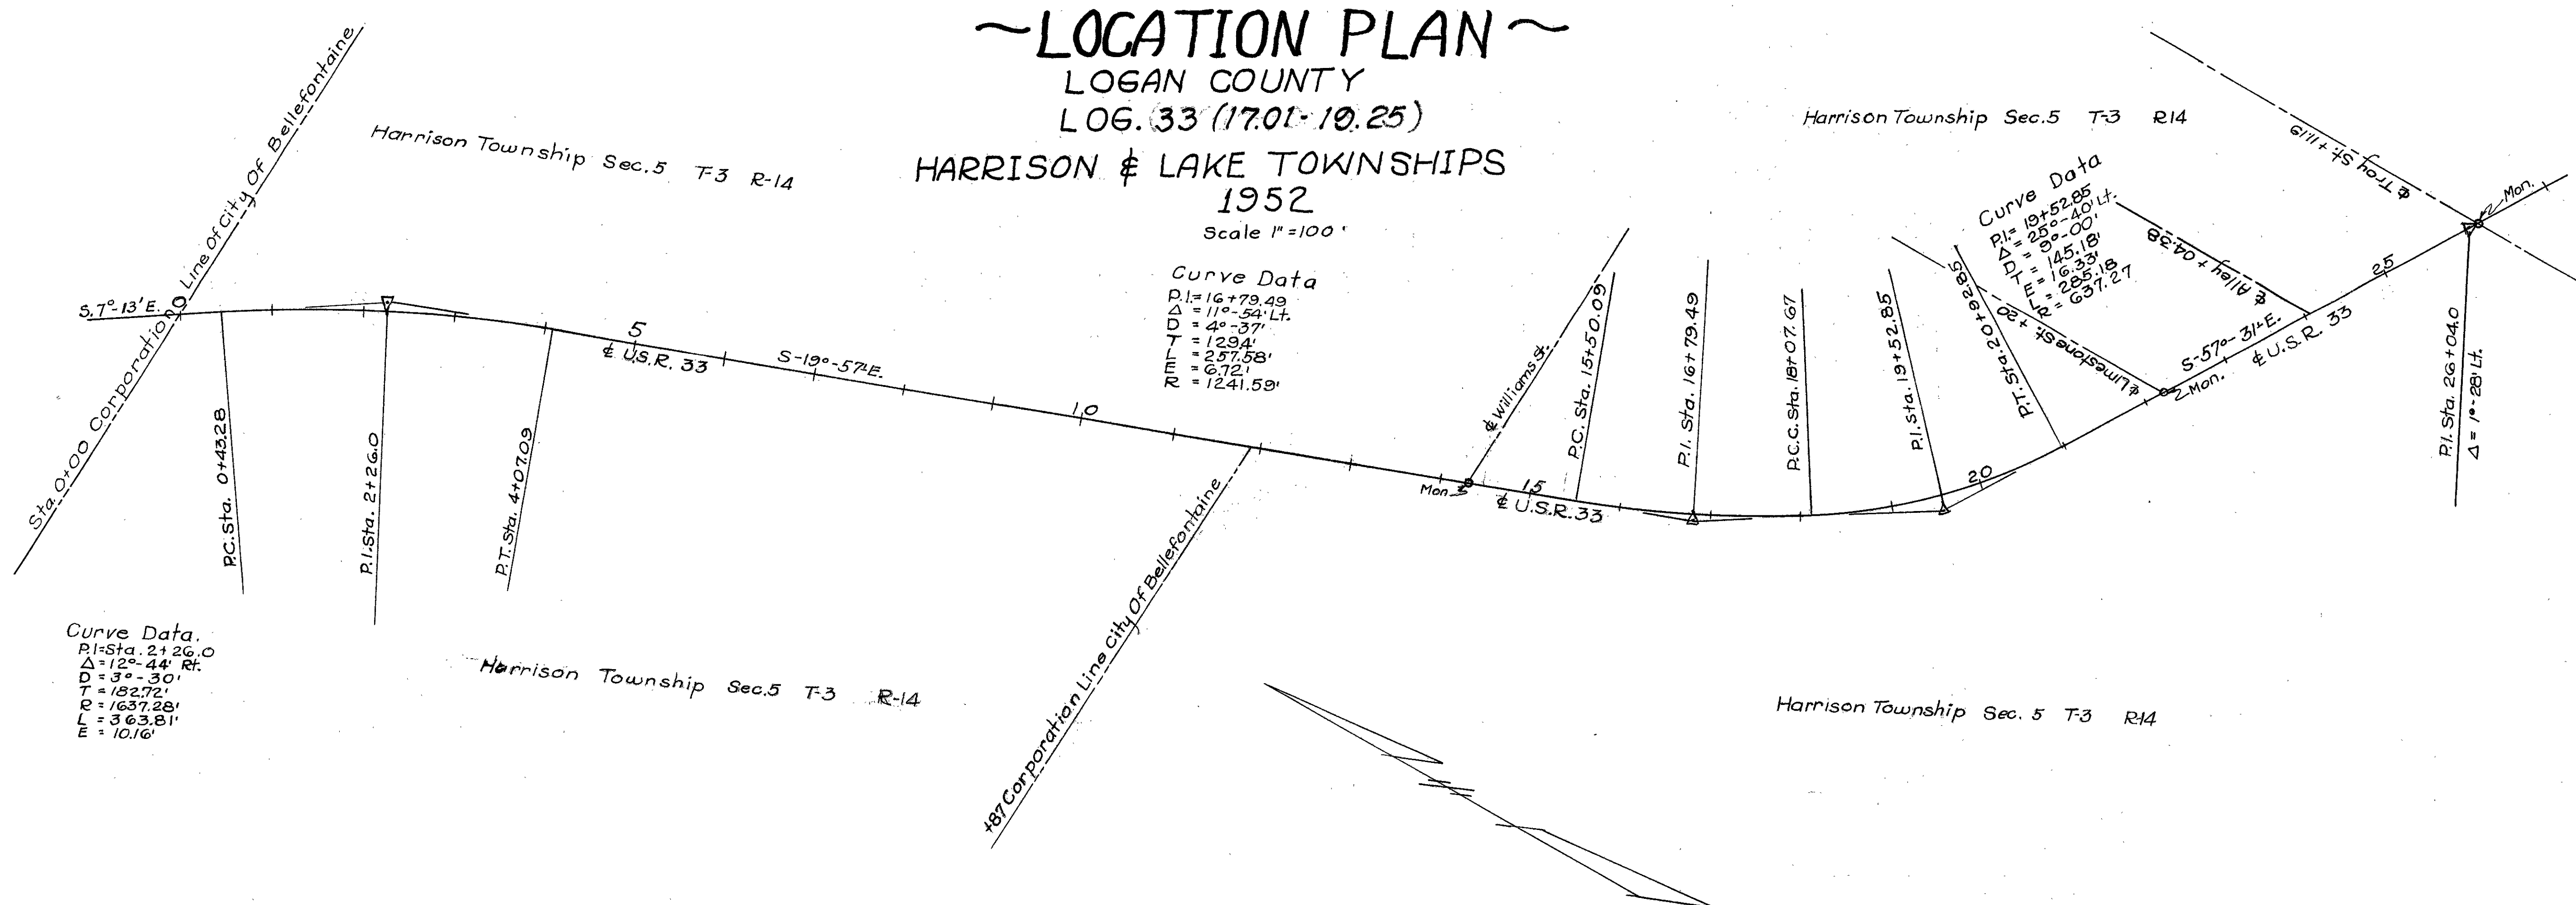 ~LOCATION PLAN~
LOGAN COUNTY
LOG. 33 (17.01-19.25)
HARRISON & LAKE TOWNSHIPS
1952
Scale 1"=100'
Sta. 0+00 Corporation Line Of City Of Bellefontaine
0
Harrison Township Sec.5 T-3 R-14
S.7°-13'E.
P.C. Sta. 0+43.28
P.I. Sta. 2+26.0
P.T. Sta. 4+07.09
5
℄ U.S.R. 33
S-19°-57'E.
10
Curve Data.
P.I=Sta. 2+26.0
Δ=12°-44' Rt.
D = 3°-30'
T = 182.72'
R = 1637.28'
L = 363.81'
E = 10.16'
Harrison Township Sec.5 T-3 R-14
+87 Corporation Line City Of Bellefontaine
Curve Data
P.I.= 16+79.49
Δ = 11°-54' Lt.
D = 4°-37'
T = 129.4'
L = 257.58'
E = 6.72'
R = 1241.59'
Mon.
℄ Williams St.
15
℄ U.S.R. 33
P.C. Sta. 15+50.09
P.I. Sta. 16+79.49
P.C.C. Sta. 18+07.67
P.I. Sta. 19+52.85
20
P.T. Sta. 20+92.85
Harrison Township Sec.5 T-3 R14
Curve Data
P.I.= 19+52.85
Δ = 25°-40' Lt.
D = 9°-00'
T = 145.18'
E = 16.33'
L = 285.18
R = 637.27
℄ Limestone St. +20
Mon.
S-57°-31'E.
℄ U.S.R. 33
℄ Alley + 04.38
25
℄ Troy St. + 11.19
Mon.
P.I. Sta. 26+04.0
Δ = 1°-28' Lt.
Harrison Township Sec. 5 T-3 R-14